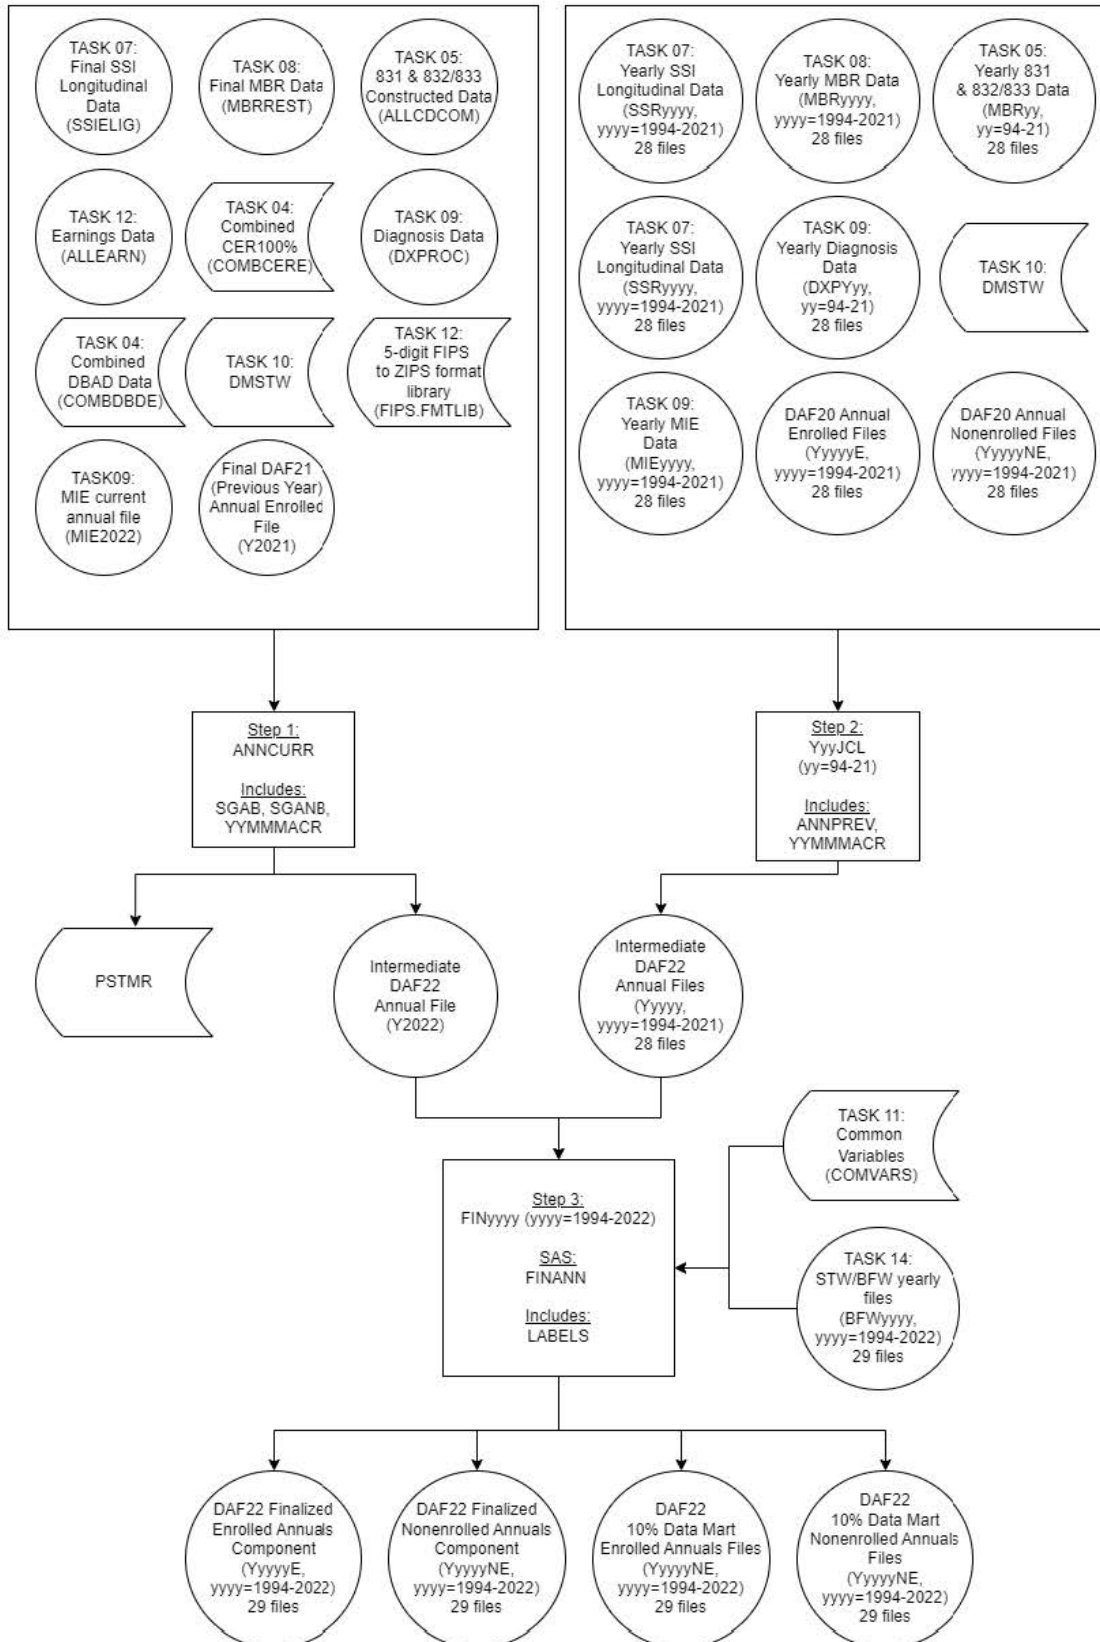 TASK 07:
Final SSI
Longitudinal
Data
(SSIELIG)
TASK 08:
Final MBR Data
(MBRREST)
TASK 05:
831 & 832/833
Constructed Data
(ALLCDCOM)
TASK 12:
Earnings Data
(ALLEARN)
TASK 04:
Combined
CER100%
(COMBCERE)
TASK 09:
Diagnosis Data
(DXPROC)
TASK 04:
Combined
DBAD Data
(COMBDBDE)
TASK 10:
DMSTW
TASK 12:
5-digit FIPS
to ZIPS format
library
(FIPS.FMTLIB)
TASK09:
MIE current
annual file
(MIE2022)
Final DAF21
(Previous Year)
Annual Enrolled
File
(Y2021)
TASK 07:
Yearly SSI
Longitudinal Data
(SSRyyyy,
yyyy=1994-2021)
28 files
TASK 08:
Yearly MBR Data
(MBRyyyy,
yyyy=1994-2021)
28 files
TASK 05:
Yearly 831
& 832/833 Data
(MBRyy,
yy=94-21)
28 files
TASK 07:
Yearly SSI
Longitudinal Data
(SSRyyyy,
yyyy=1994-2021)
28 files
TASK 09:
Yearly Diagnosis
Data
(DXPYyy,
yy=94-21)
28 files
TASK 10:
DMSTW
TASK 09:
Yearly MIE
Data
(MIEyyyy,
yyyy=1994-2021)
28 files
DAF20 Annual
Enrolled Files
(YyyyyE,
yyyy=1994-2021)
28 files
DAF20 Annual
Nonenrolled Files
(YyyyyNE,
yyyy=1994-2021)
28 files
Step 1:
ANNCURR
Includes:
SGAB, SGANB,
YYMMMACR
Step 2:
YyyJCL
(yy=94-21)
Includes:
ANNPREV,
YYMMMACR
PSTMR
Intermediate
DAF22
Annual File
(Y2022)
Intermediate
DAF22
Annual Files
(Yyyyy,
yyyy=1994-2021)
28 files
TASK 11:
Common
Variables
(COMVARS)
Step 3:
FINyyyy (yyyy=1994-2022)
SAS:
FINANN
Includes:
LABELS
TASK 14:
STW/BFW yearly
files
(BFWyyyy,
yyyy=1994-2022)
29 files
DAF22 Finalized
Enrolled Annuals
Component
(YyyyyE,
yyyy=1994-2022)
29 files
DAF22 Finalized
Nonenrolled Annuals
Component
(YyyyyNE,
yyyy=1994-2022)
29 files
DAF22
10% Data Mart
Enrolled Annuals Files
(YyyyyNE,
yyyy=1994-2022)
29 files
DAF22
10% Data Mart
Nonenrolled Annuals
Files
(YyyyyNE,
yyyy=1994-2022)
29 files